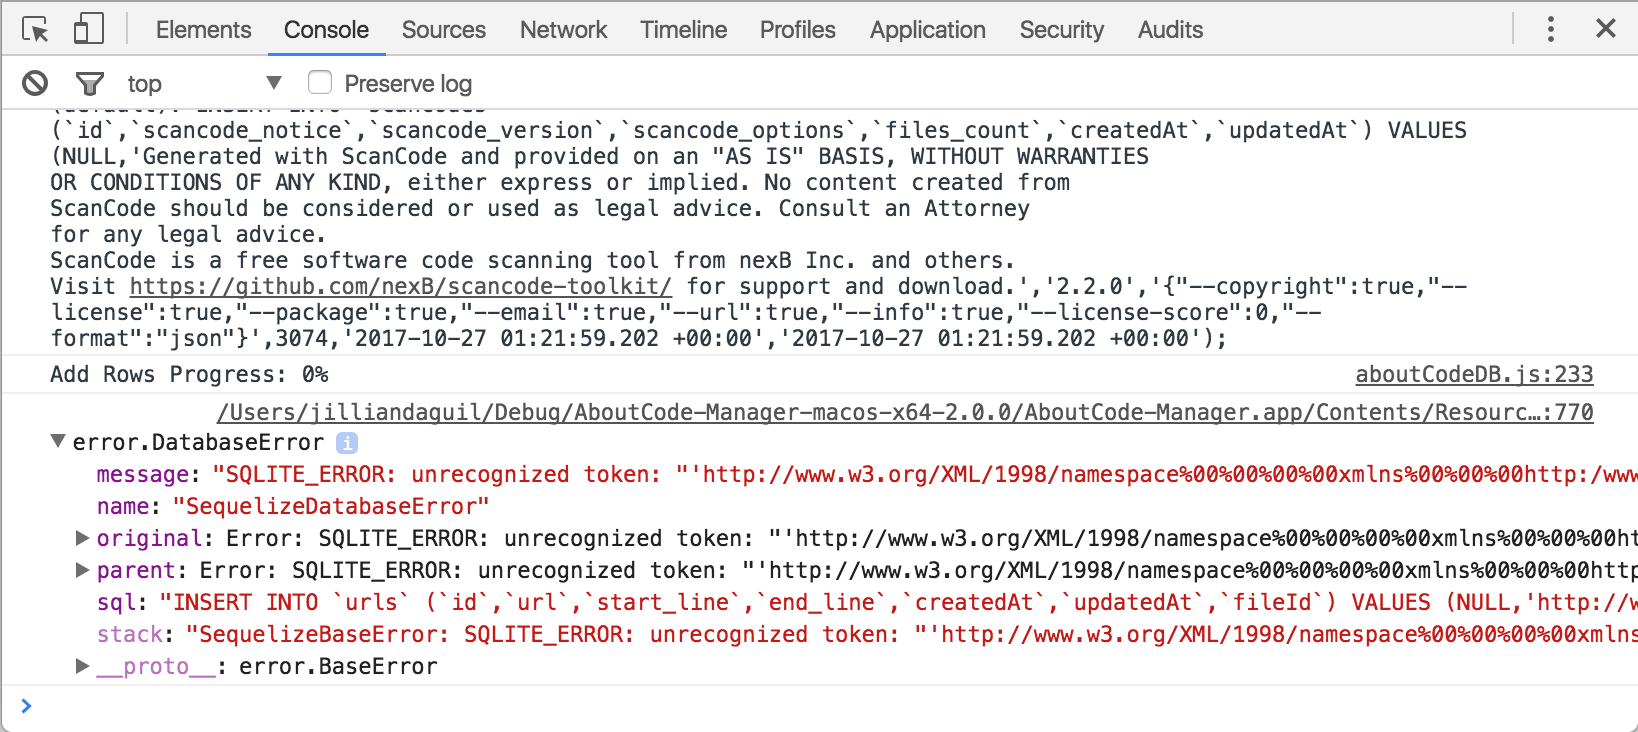 Elements Console Sources Network Timeline Profiles Application Security Audits
top Preserve log
(default): INSERT INTO `scancodes`
(`id`,`scancode_notice`,`scancode_version`,`scancode_options`,`files_count`,`createdAt`,`updatedAt`) VALUES
(NULL,'Generated with ScanCode and provided on an "AS IS" BASIS, WITHOUT WARRANTIES
OR CONDITIONS OF ANY KIND, either express or implied. No content created from
ScanCode should be considered or used as legal advice. Consult an Attorney
for any legal advice.
ScanCode is a free software code scanning tool from nexB Inc. and others.
Visit https://github.com/nexB/scancode-toolkit/ for support and download.','2.2.0','{"--copyright":true,"--
license":true,"--package":true,"--email":true,"--url":true,"--info":true,"--license-score":0,"--
format":"json"}',3074,'2017-10-27 01:21:59.202 +00:00','2017-10-27 01:21:59.202 +00:00');
Add Rows Progress: 0% aboutCodeDB.js:233
/Users/jilliandaguil/Debug/AboutCode-Manager-macos-x64-2.0.0/AboutCode-Manager.app/Contents/Resourc…:770
error.DatabaseError i
message: "SQLITE_ERROR: unrecognized token: "'http://www.w3.org/XML/1998/namespace%00%00%00%00xmlns%00%00%00http:/www
name: "SequelizeDatabaseError"
original: Error: SQLITE_ERROR: unrecognized token: "'http://www.w3.org/XML/1998/namespace%00%00%00%00xmlns%00%00%00ht
parent: Error: SQLITE_ERROR: unrecognized token: "'http://www.w3.org/XML/1998/namespace%00%00%00%00xmlns%00%00%00http
sql: "INSERT INTO `urls` (`id`,`url`,`start_line`,`end_line`,`createdAt`,`updatedAt`,`fileId`) VALUES (NULL,'http://w
stack: "SequelizeBaseError: SQLITE_ERROR: unrecognized token: "'http://www.w3.org/XML/1998/namespace%00%00%00%00xmlns
__proto__: error.BaseError